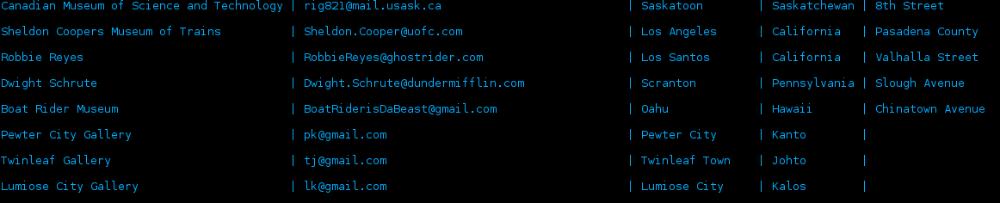 Canadian Museum of Science and Technology | rig821@mail.usask.ca | Saskatoon | Saskatchewan | 8th Street
Sheldon Coopers Museum of Trains | Sheldon.Cooper@uofc.com | Los Angeles | California | Pasadena County
Robbie Reyes | RobbieReyes@ghostrider.com | Los Santos | California | Valhalla Street
Dwight Schrute | Dwight.Schrute@dundermifflin.com | Scranton | Pennsylvania | Slough Avenue
Boat Rider Museum | BoatRiderisDaBeast@gmail.com | Oahu | Hawaii | Chinatown Avenue
Pewter City Gallery | pk@gmail.com | Pewter City | Kanto |
Twinleaf Gallery | tj@gmail.com | Twinleaf Town | Johto |
Lumiose City Gallery | lk@gmail.com | Lumiose City | Kalos |